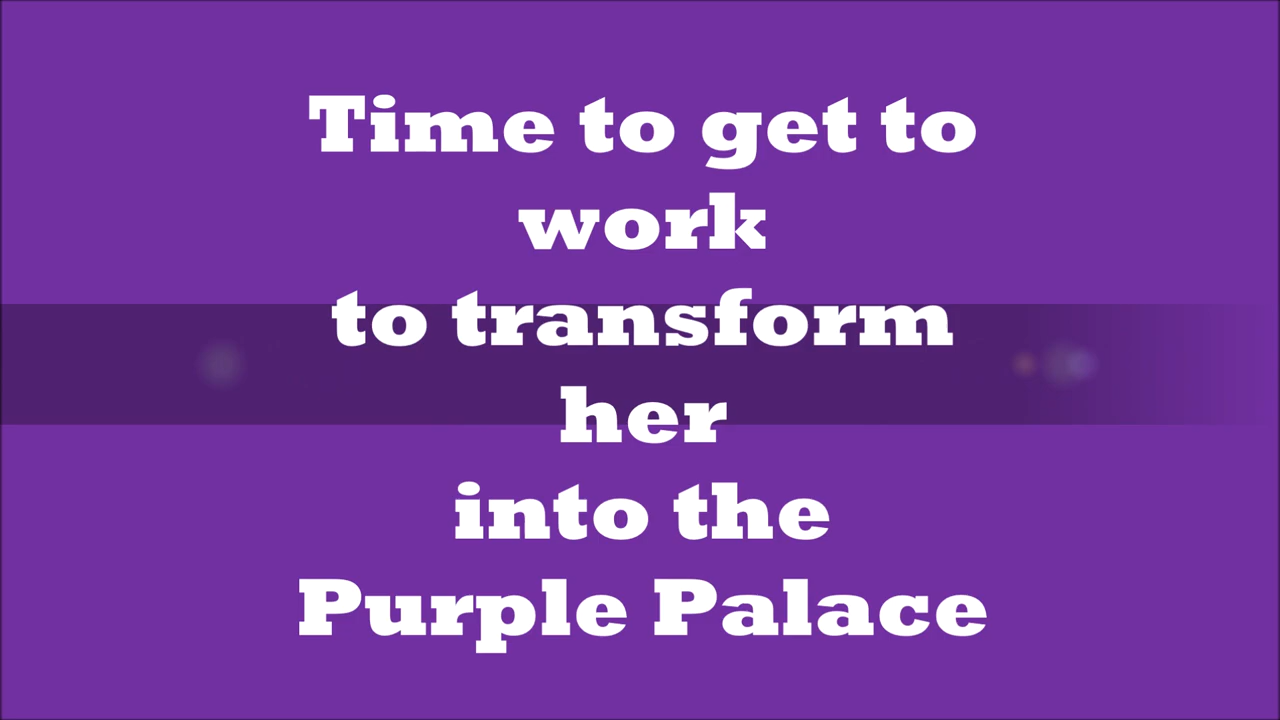 Time to get to
work
to transform
her
into the
Purple Palace